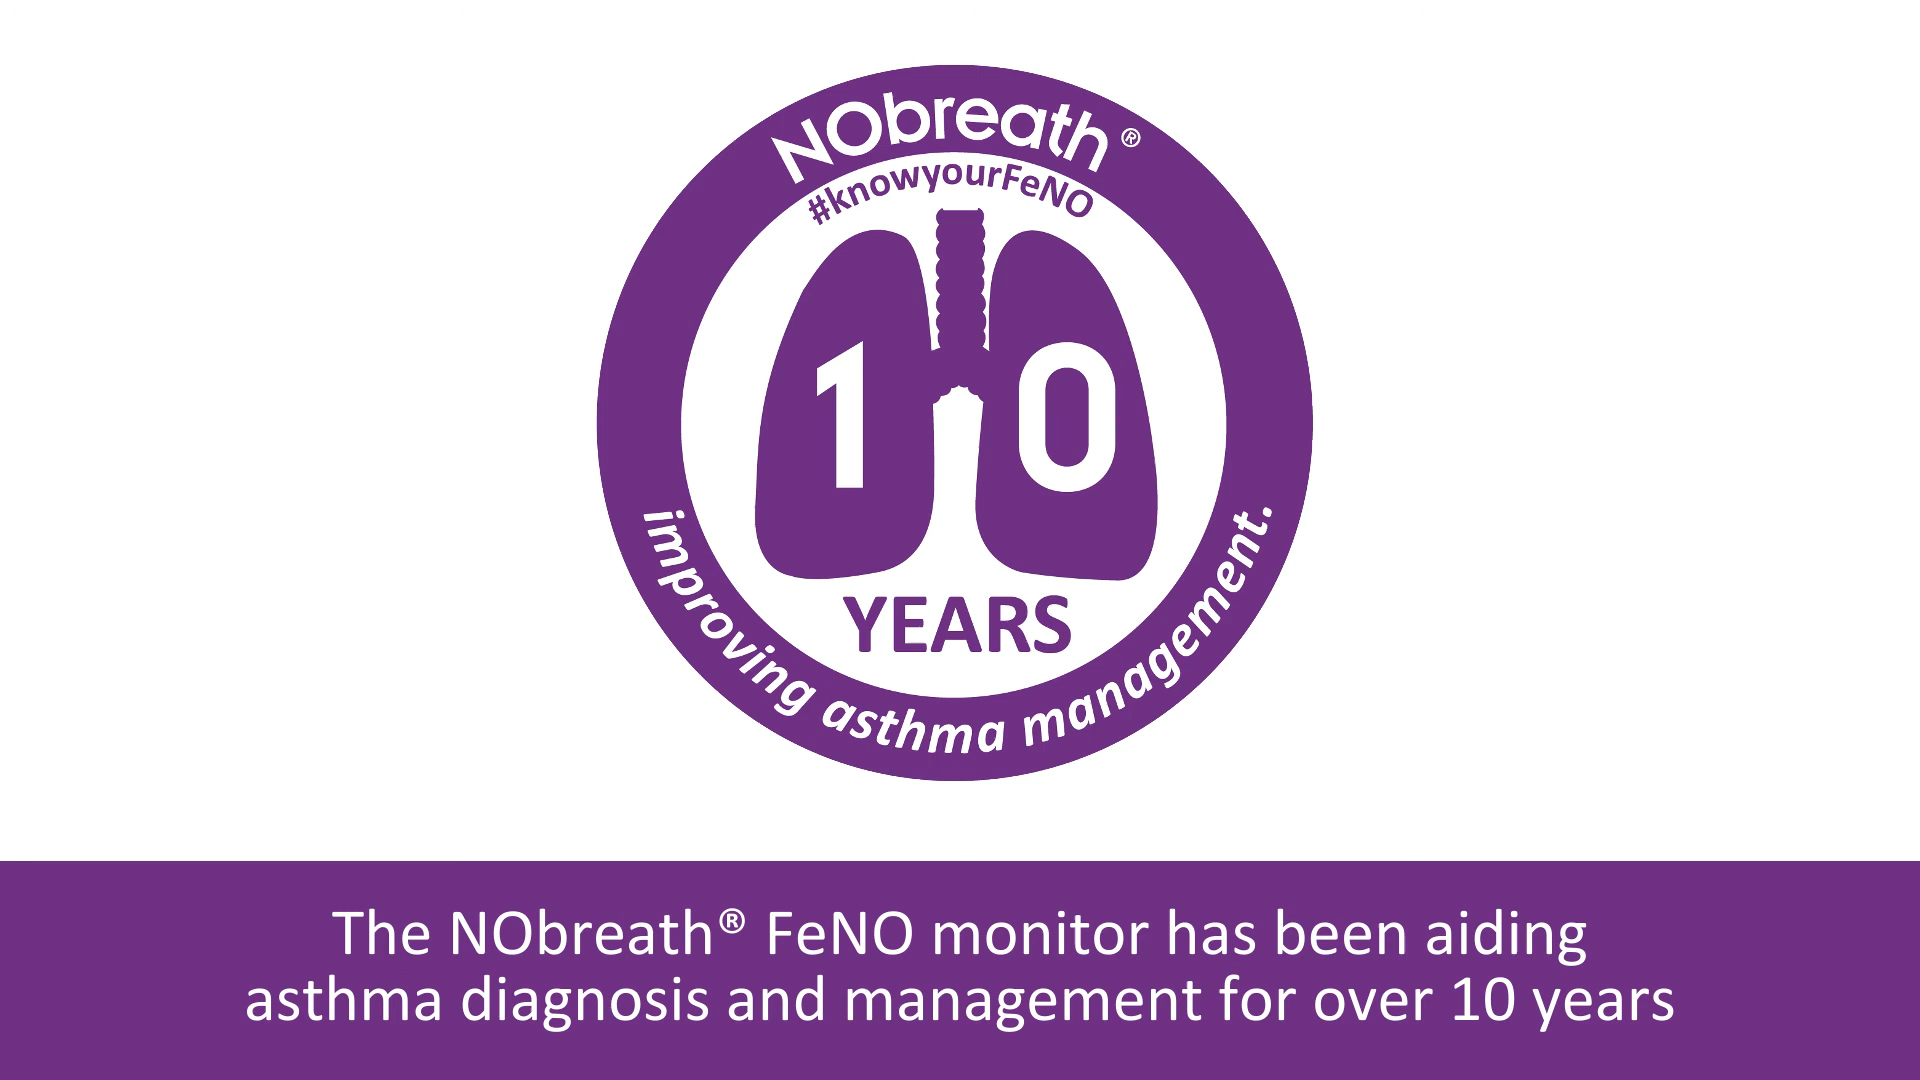 NObreath®
#knowyourFeNO
10
YEARS
improving asthma management.
The NObreath® FeNO monitor has been aiding
asthma diagnosis and management for over 10 years